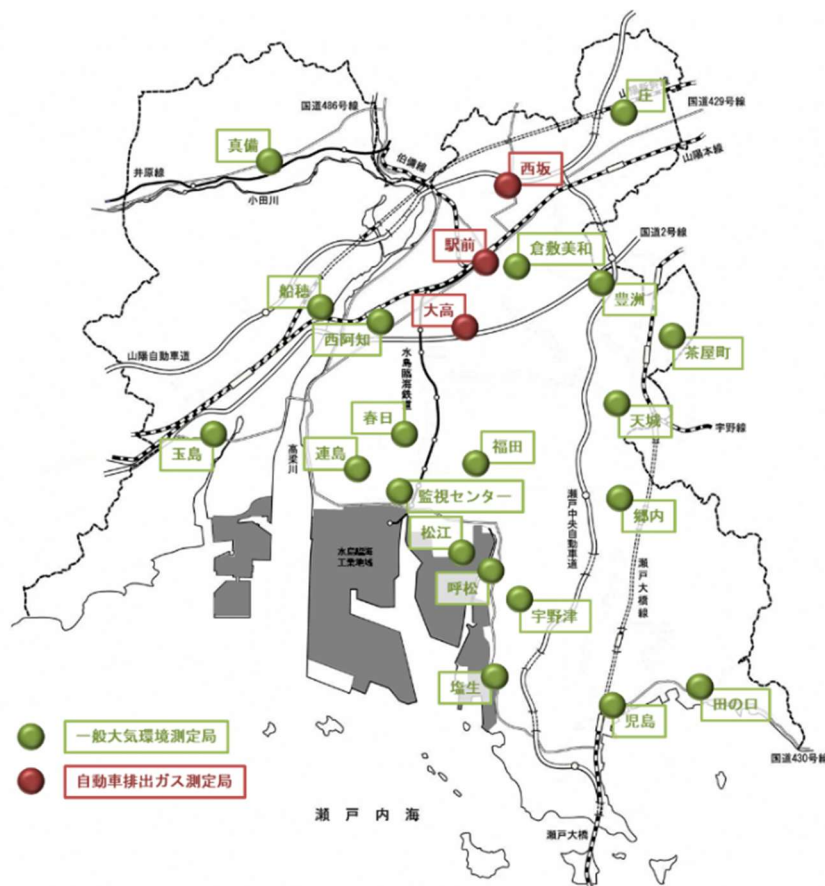 庄
国道486号線
国道429号線
真備
伯備線
山陽本線
井原線
西坂
小田川
国道2号線
駅前
倉敷美和
船穂
豊洲
大高
西阿知
茶屋町
山陽自動車道
水島臨海鉄道
春日
天城
宇野線
玉島
連島
福田
高梁川
監視センター
郷内
瀬戸中央自動車道
松江
水島臨海
工業地域
瀬戸大橋線
呼松
宇野津
塩生
田の口
児島
一般大気環境測定局
国道430号線
自動車排出ガス測定局
瀬戸内海
瀬戸大橋